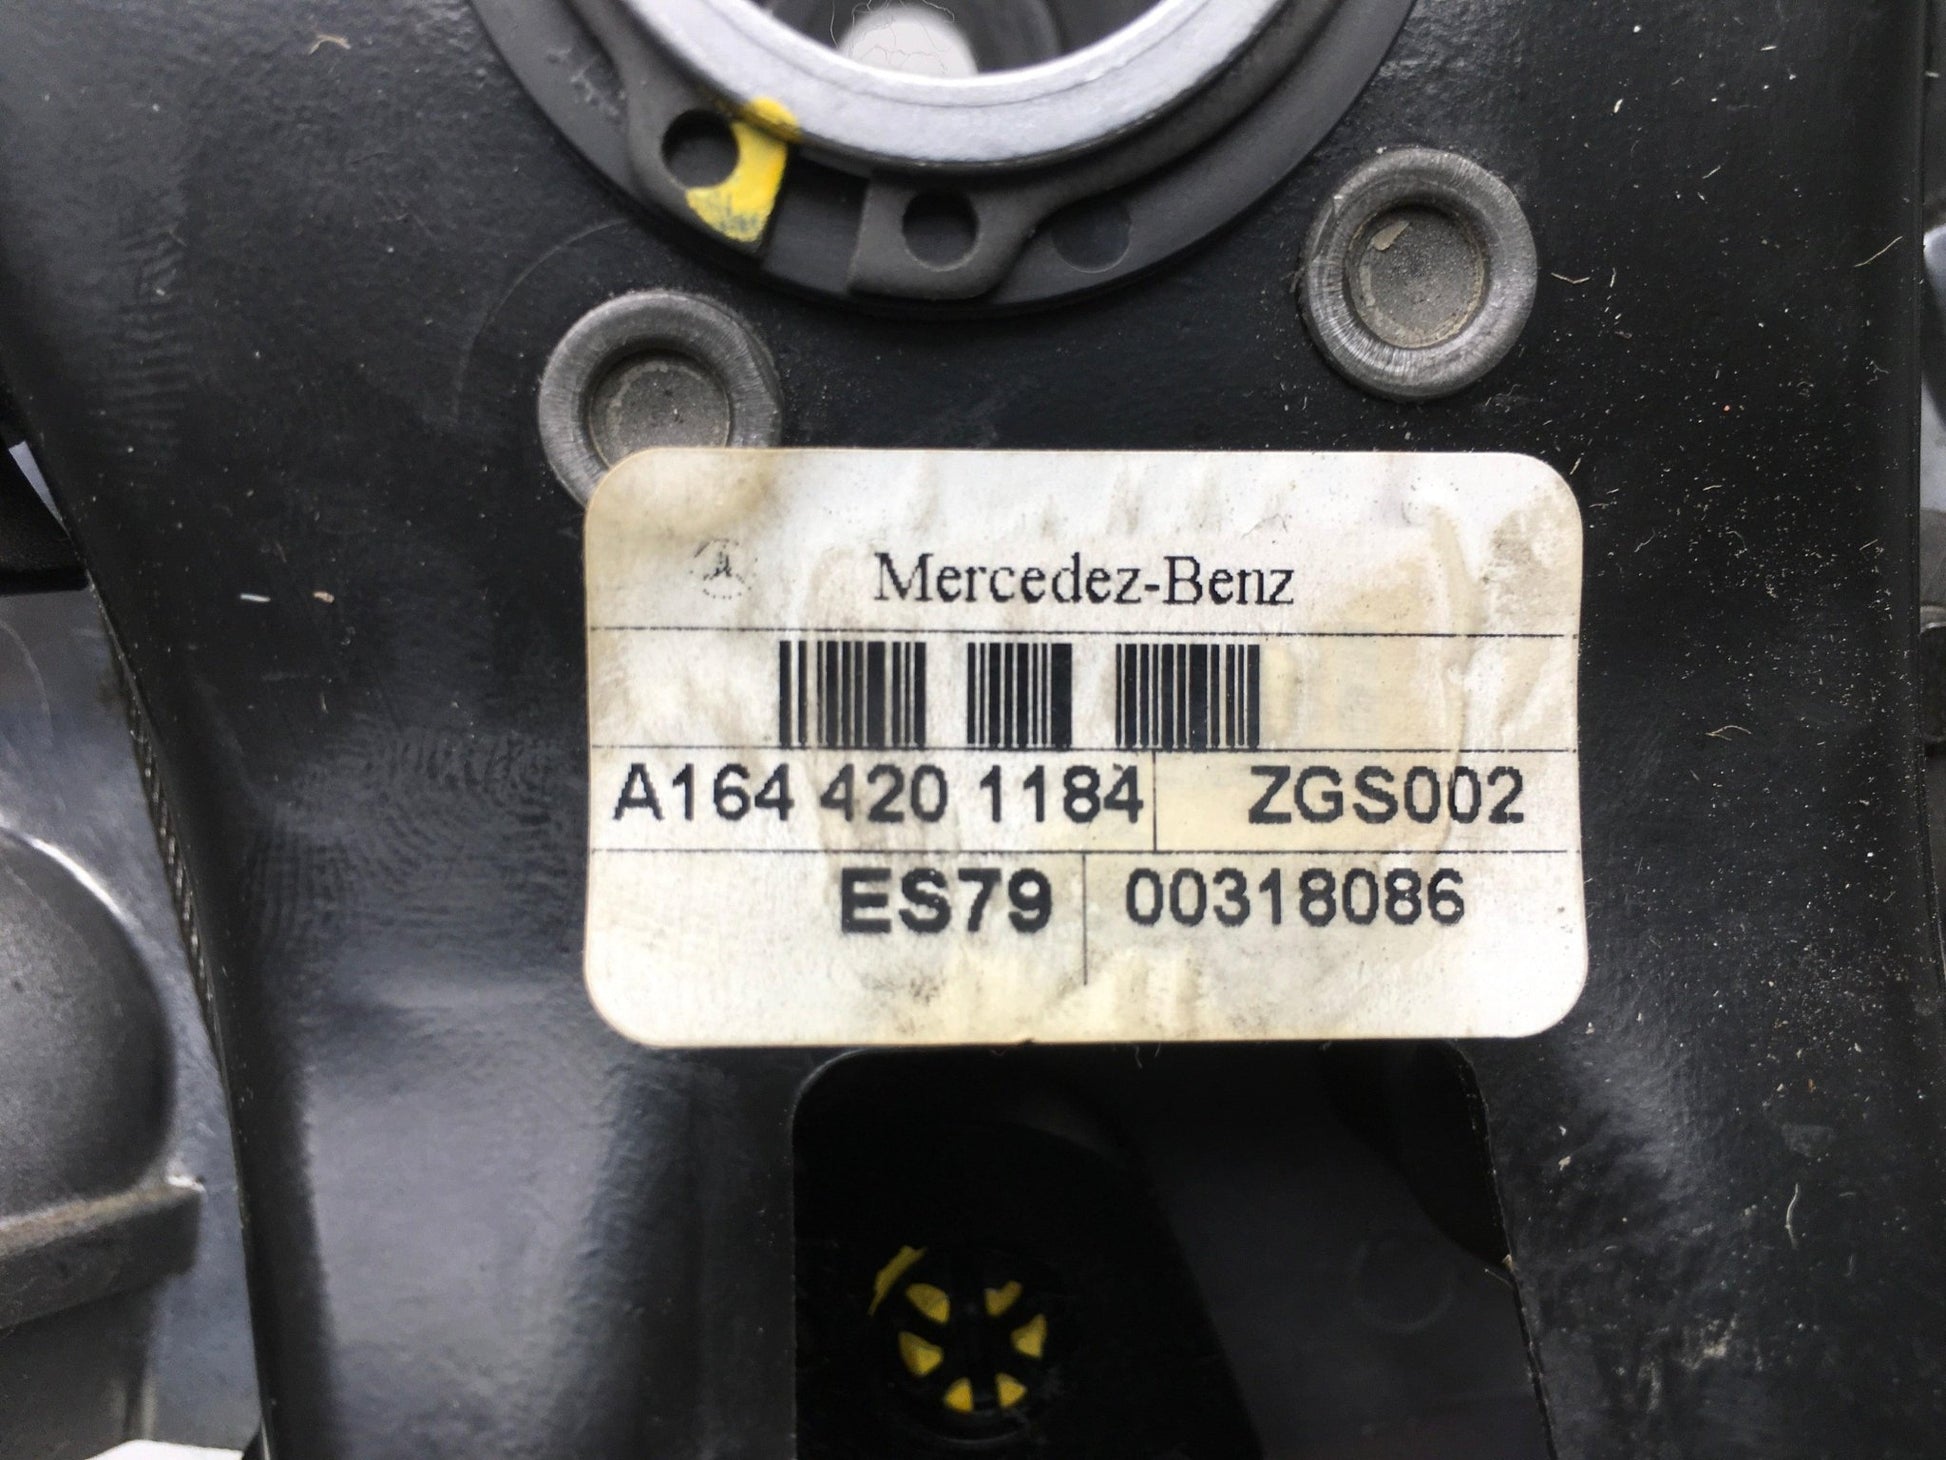 Mercedez-Benz
A164 420 1184 ZGS002
ES79 00318086